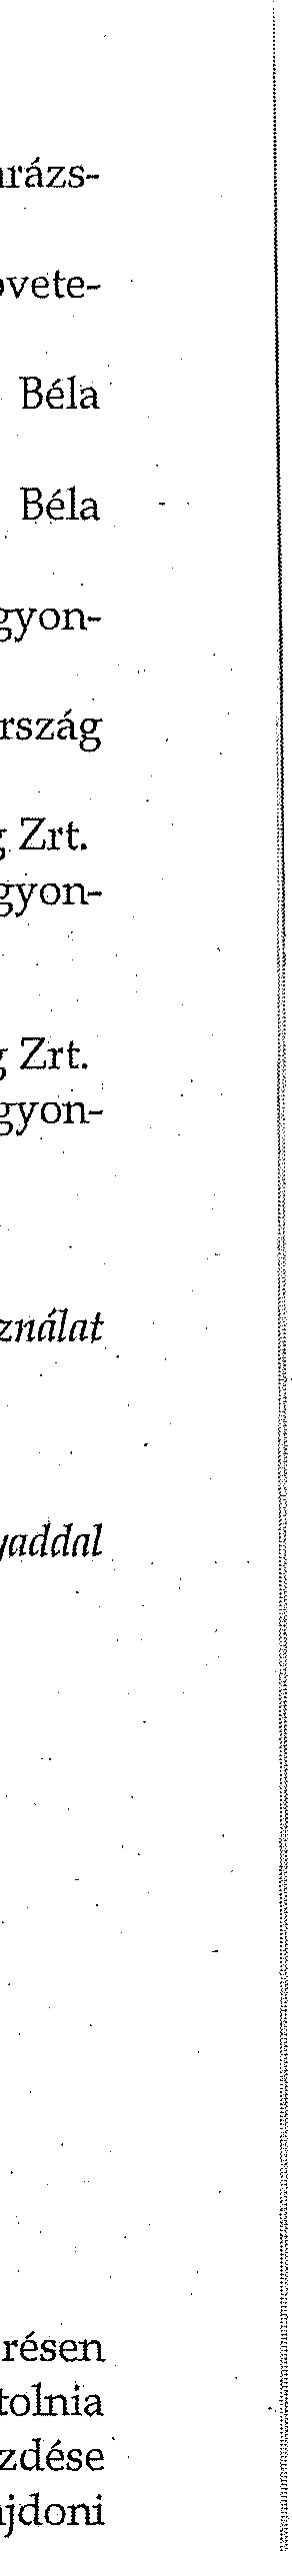 rázs-
vete-
Béla
Béla
gyon-
rszág
g Zrt.
gyon-
g Zrt.
gyon-
ználat
yaddal
résen
tolnia
zdése
jdoni